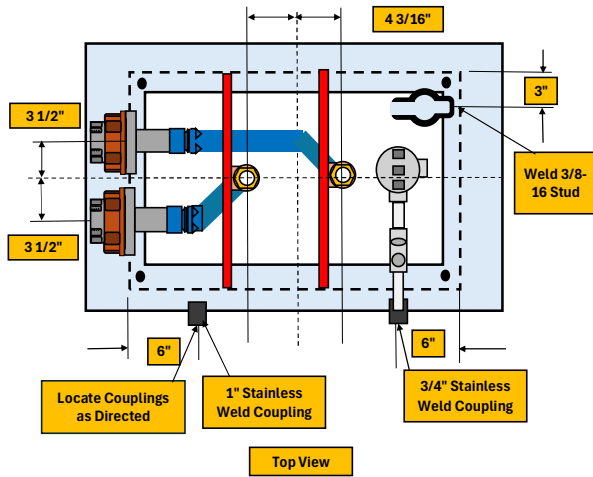 4 3/16"
3"
3 1/2"
Weld 3/8-
16 Stud
3 1/2"
6"
6"
Locate Couplings
as Directed
1" Stainless
Weld Coupling
3/4" Stainless
Weld Coupling
Top View